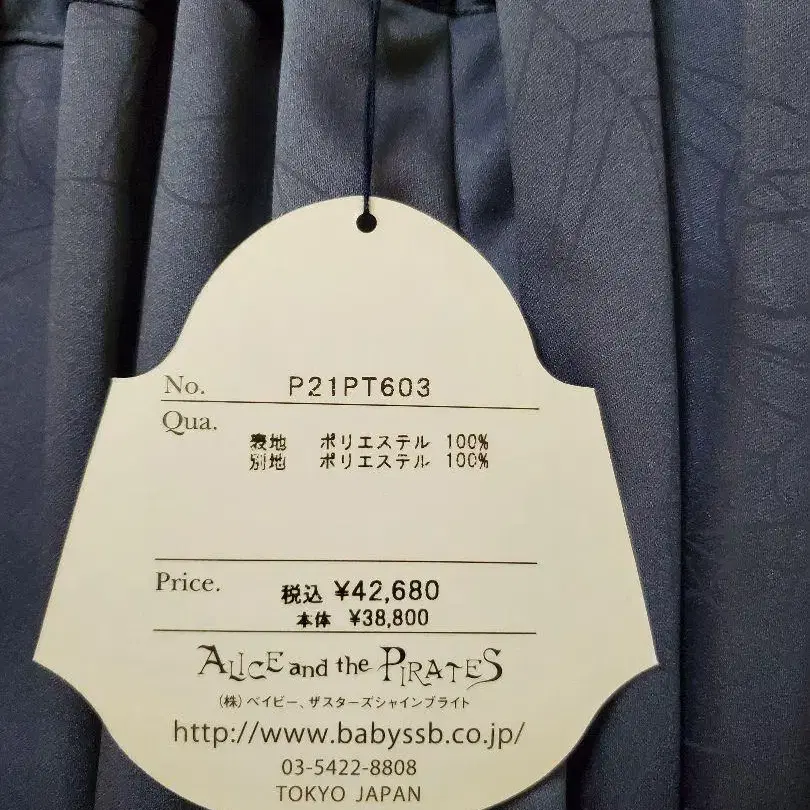 No. P21PT603
Qua.
表地 ポリエステル 100%
別地 ポリエステル 100%
Price. 税込 ¥42,680
本体 ¥38,800
ALICE and the PIRATES
(株)ベイビー、ザスターズシャインブライト
http://www.babyssb.co.jp/
03-5422-8808
TOKYO JAPAN